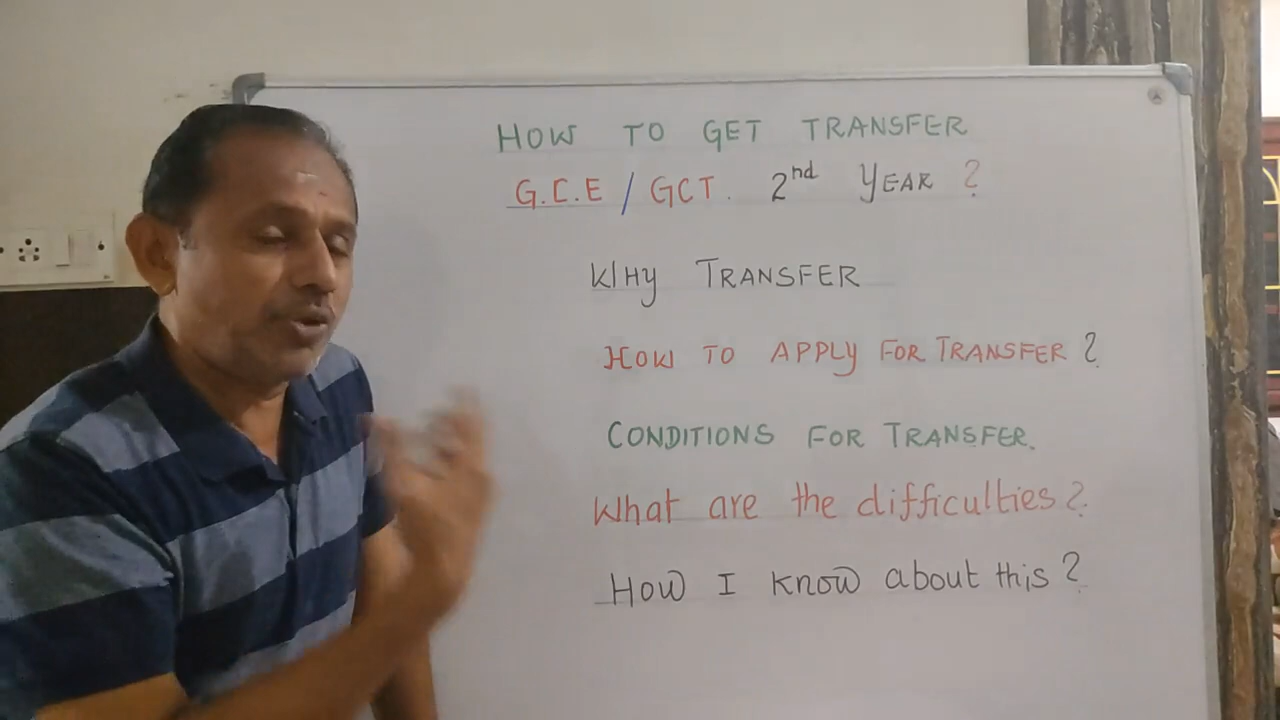 HOW TO GET TRANSFER
G.C.E / GCT. 2nd YEAR ?
WHY TRANSFER
HOW TO APPLY FOR TRANSFER ?
CONDITIONS FOR TRANSFER.
What are the difficulties ?
HOW I know about this ?